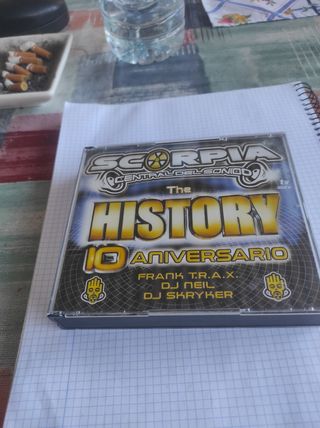 SCORPIA
CENTRAL DEL SONIDO
The
HISTORY
10 ANIVERSARIO
FRANK T.R.A.X.
DJ NEIL
DJ SKRYKER